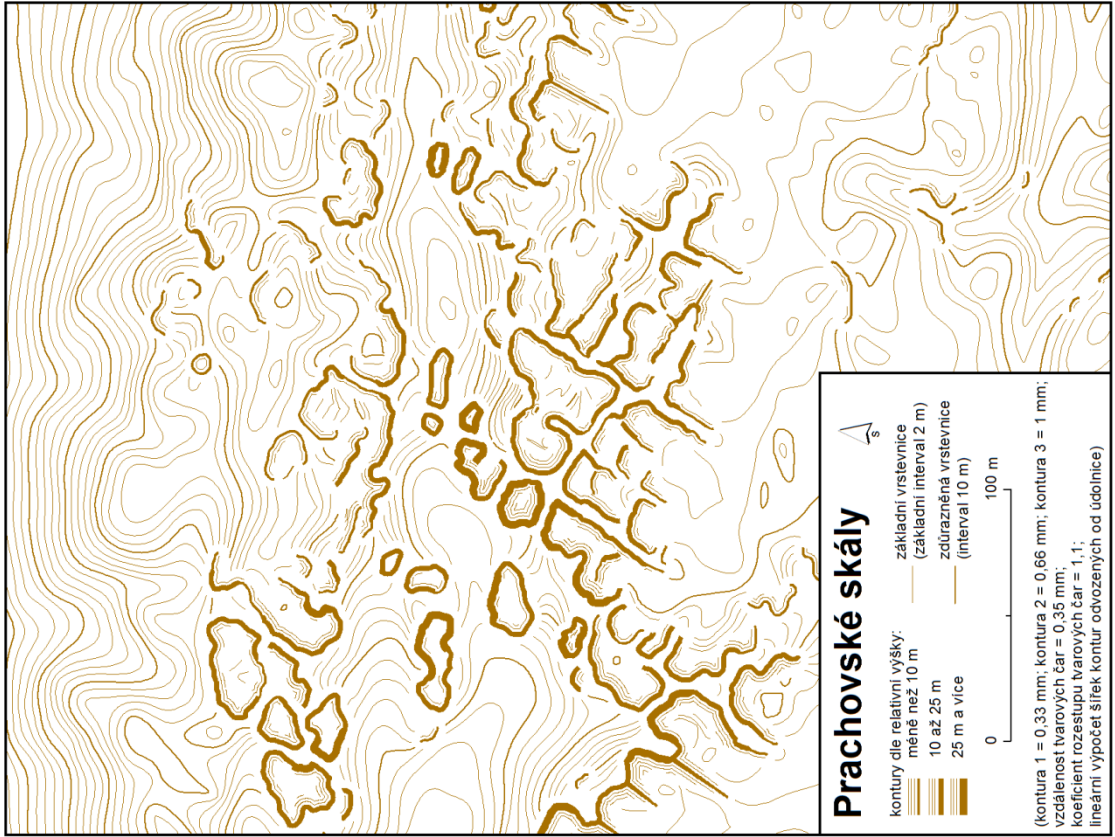 Prachovské skály
S
kontury dle relativní výšky:
méně než 10 m
10 až 25 m
25 m a více
základní vrstevnice
(základní interval 2 m)
zdůrazněná vrstevnice
(interval 10 m)
0
100 m
(kontura 1 = 0,33 mm; kontura 2 = 0,66 mm; kontura 3 = 1 mm;
vzdálenost tvarových čar = 0,35 mm;
koeficient rozestupu tvarových čar = 1,1;
lineární výpočet šířek kontur odvozených od údolnice)